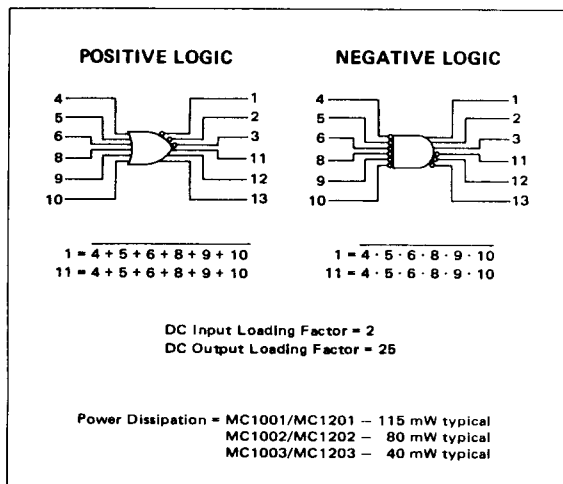 POSITIVE LOGIC
NEGATIVE LOGIC
4
5
6
8
9
10
1
2
3
11
12
13
4
5
6
8
9
10
1
2
3
11
12
13
1 = 4 + 5 + 6 + 8 + 9 + 10
11 = 4 + 5 + 6 + 8 + 9 + 10
1 = 4 · 5 · 6 · 8 · 9 · 10
11 = 4 · 5 · 6 · 8 · 9 · 10
DC Input Loading Factor = 2
DC Output Loading Factor = 25
Power Dissipation = MC1001/MC1201 – 115 mW typical
MC1002/MC1202 – 80 mW typical
MC1003/MC1203 – 40 mW typical